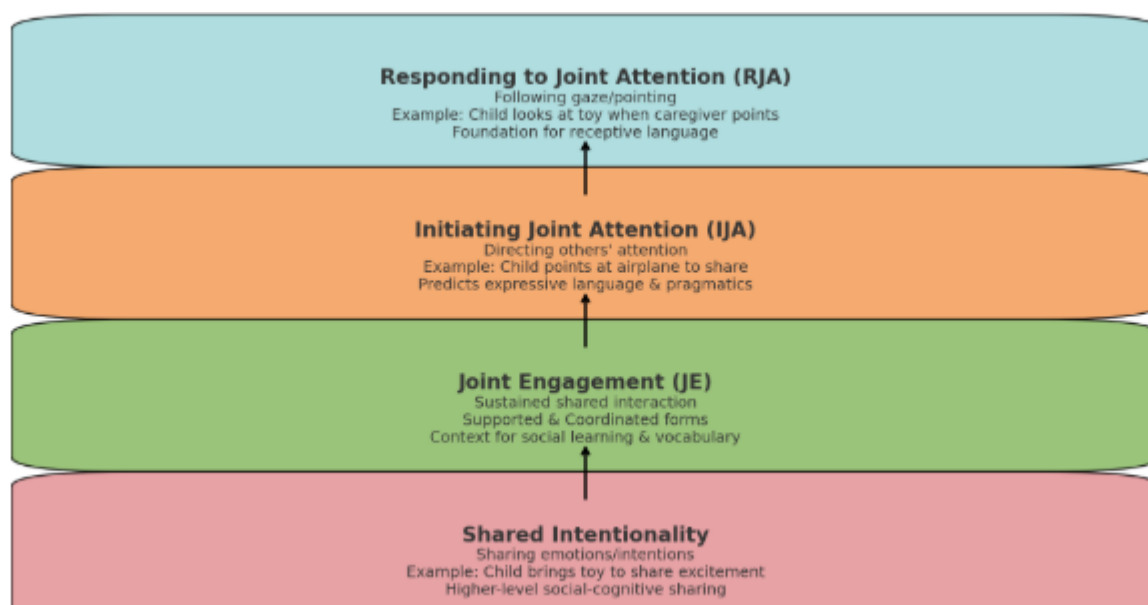 Responding to Joint Attention (RJA)
Following gaze/pointing
Example: Child looks at toy when caregiver points
Foundation for receptive language
Initiating Joint Attention (IJA)
Directing others' attention
Example: Child points at airplane to share
Predicts expressive language & pragmatics
Joint Engagement (JE)
Sustained shared interaction
Supported & Coordinated forms
Context for social learning & vocabulary
Shared Intentionality
Sharing emotions/intentions
Example: Child brings toy to share excitement
Higher-level social-cognitive sharing